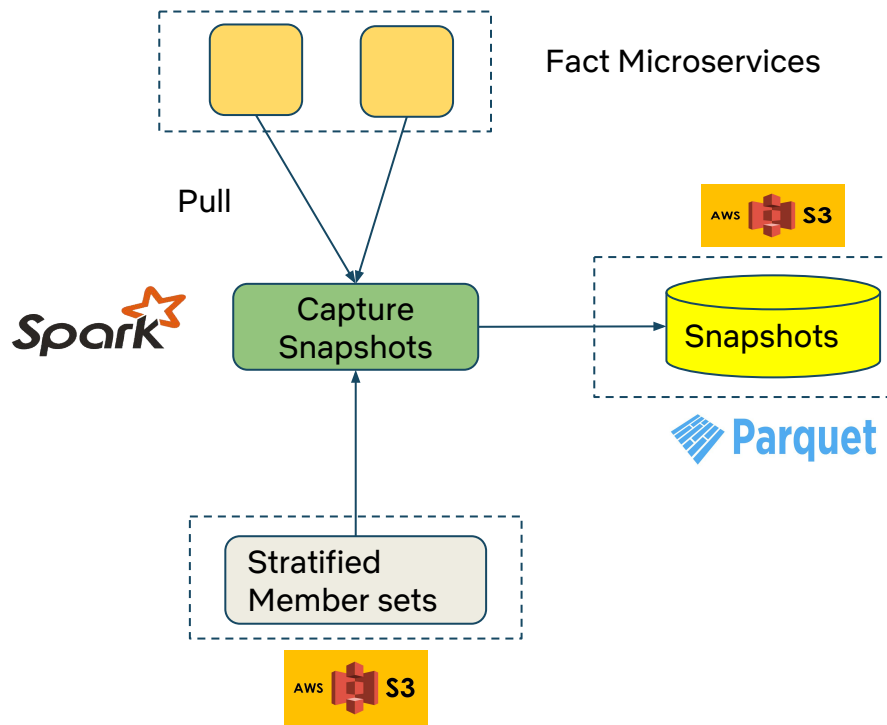 Fact Microservices
Pull
AWS S3
Spark
Capture
Snapshots
Snapshots
Parquet
Stratified
Member sets
AWS S3